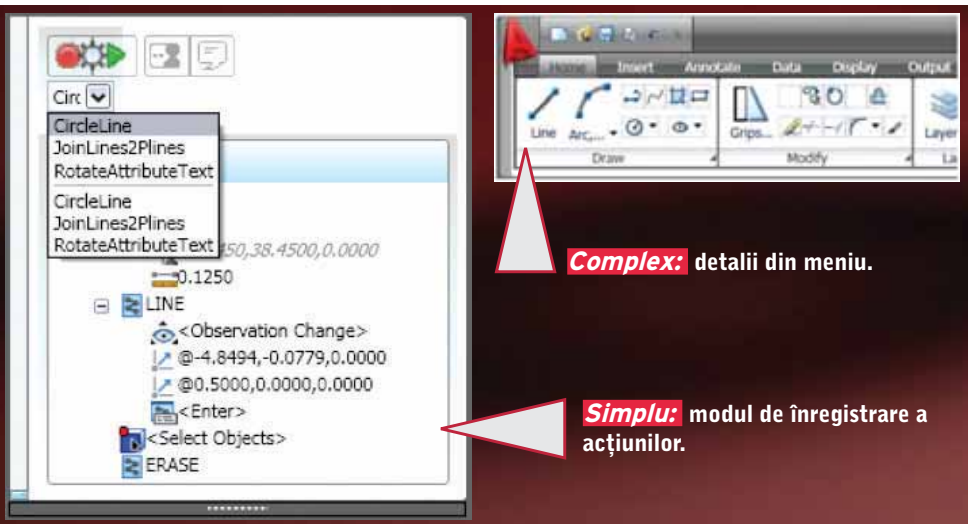 Circ
CircleLine
JoinLines2Plines
RotateAttributeText
CircleLine
JoinLines2Plines
RotateAttributeText
50,38.4500,0.0000
0.1250
LINE
<Observation Change>
@-4.8494,-0.0779,0.0000
@0.5000,0.0000,0.0000
<Enter>
<Select Objects>
ERASE
Home Insert Annotate Data Display Output
Line Arc,... Grips... Layer
Draw Modify La
Complex: detalii din meniu.
Simplu: modul de înregistrare a
acțiunilor.